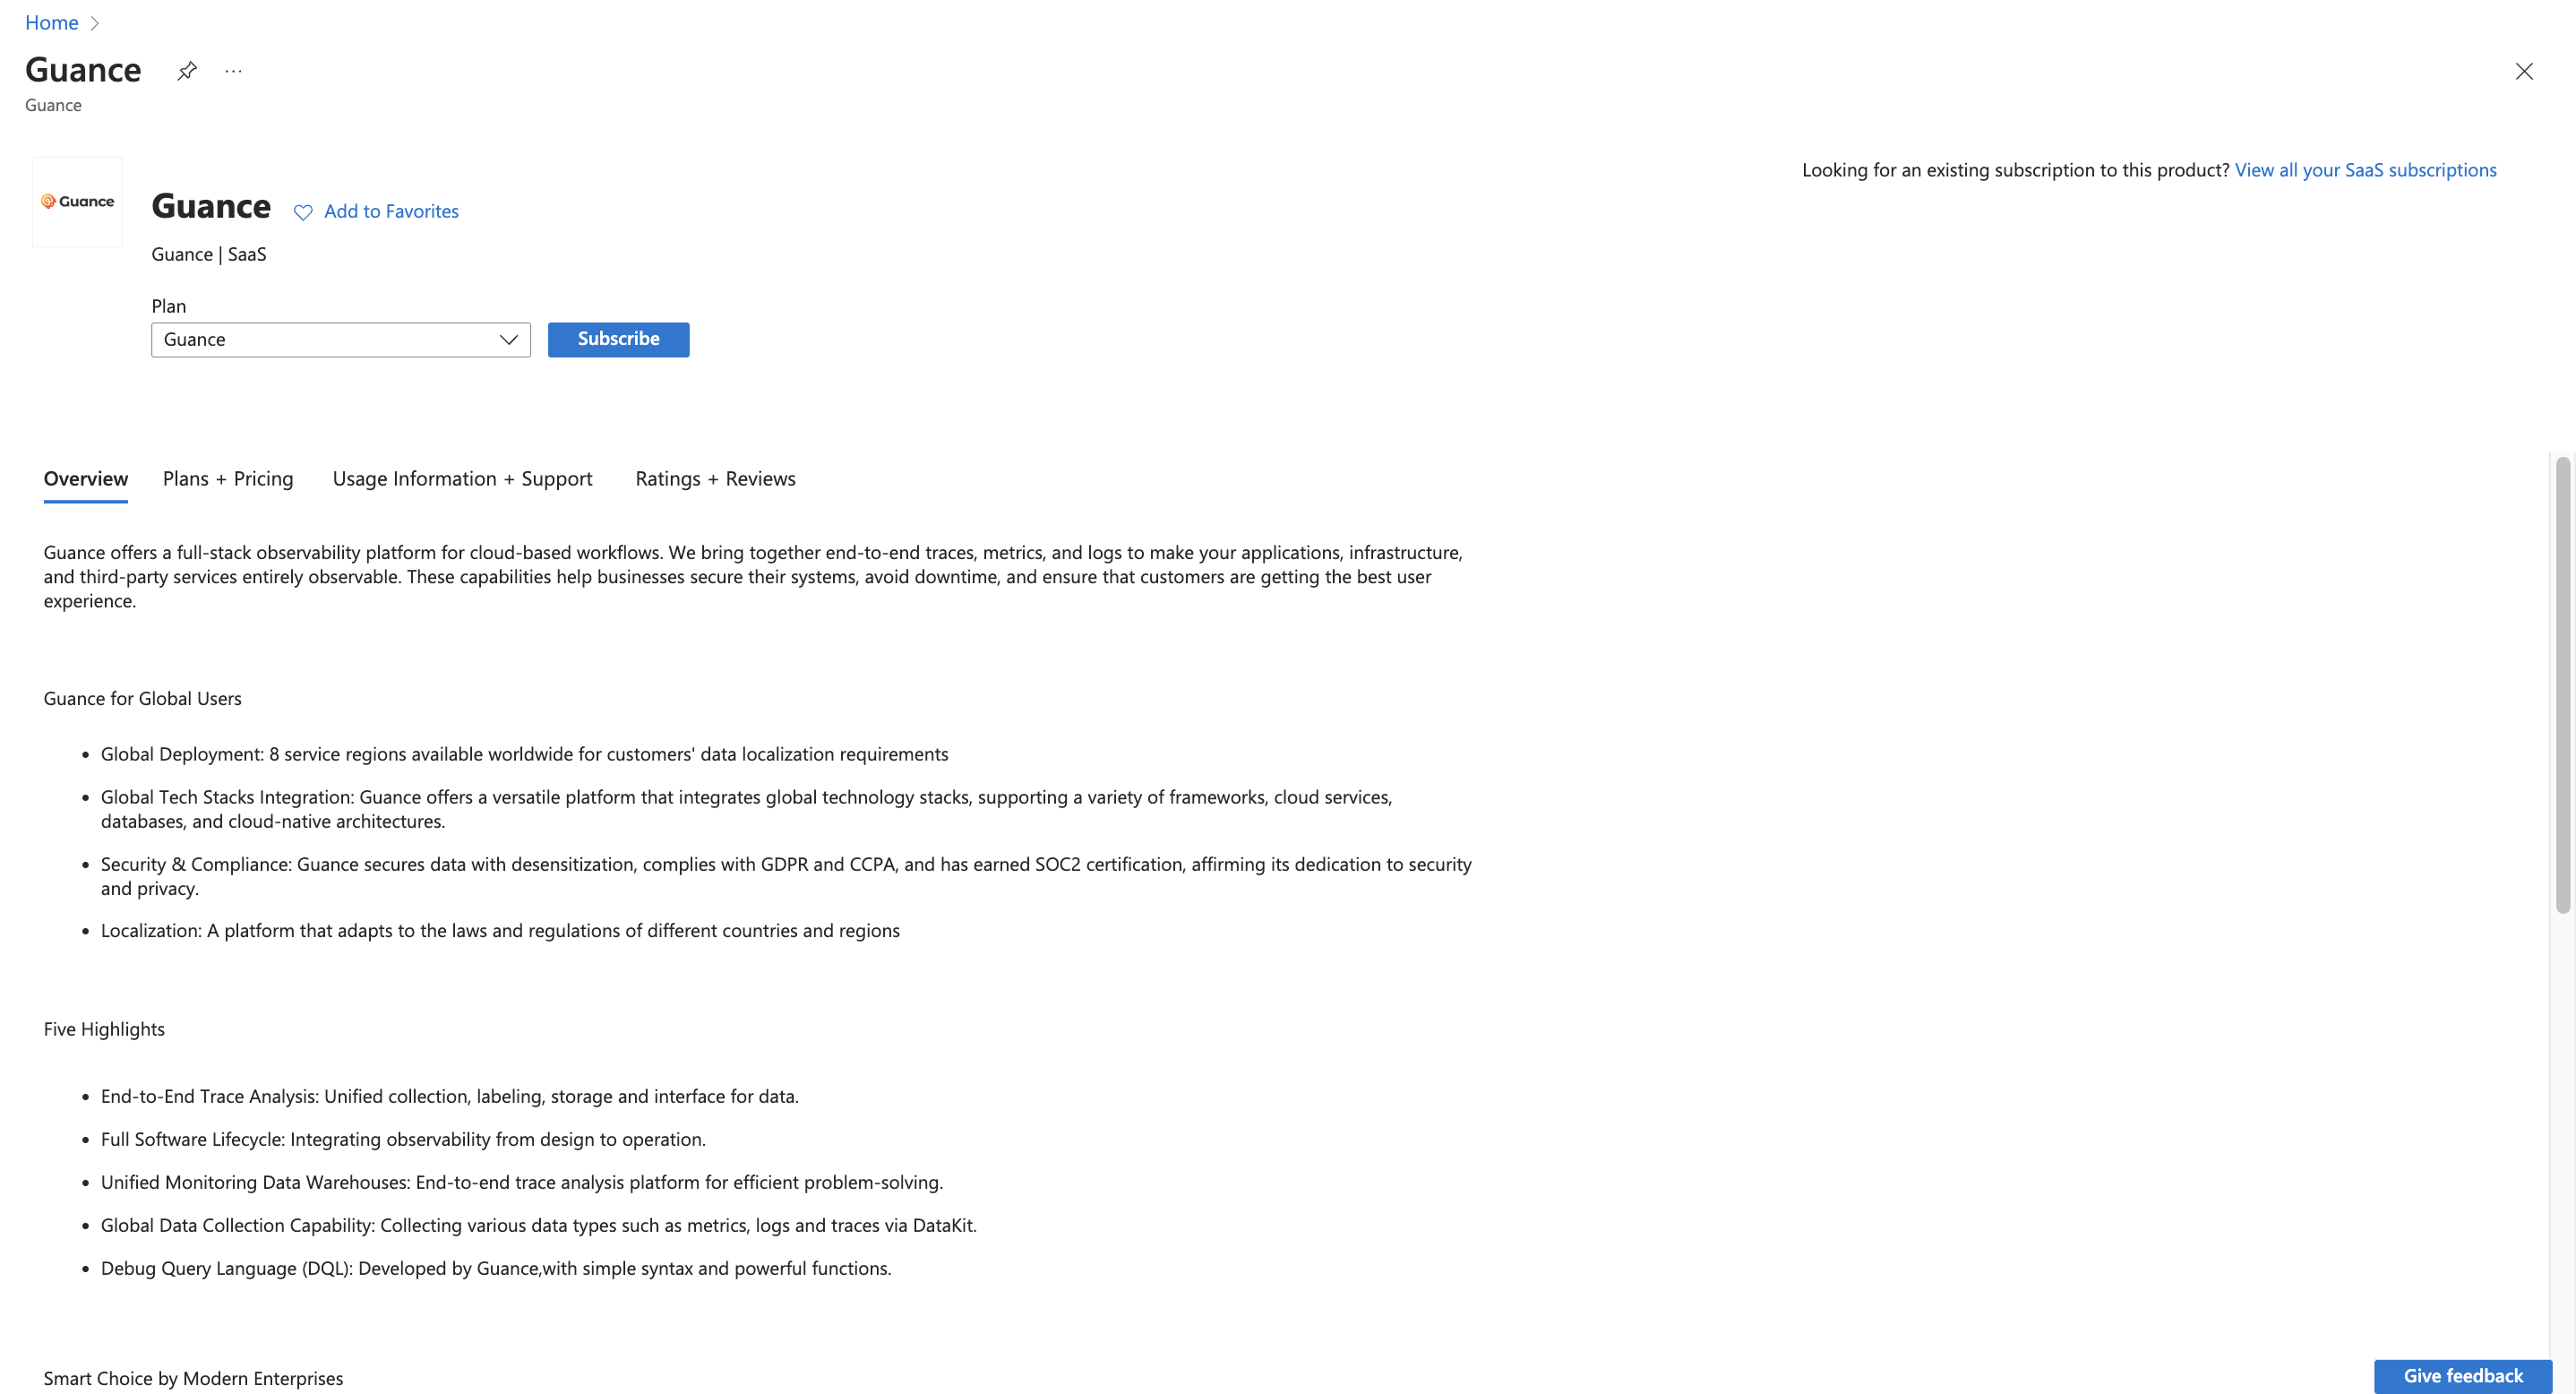 Home
Guance
Guance
Guance
Looking for an existing subscription to this product? View all your SaaS subscriptions
Guance
Add to Favorites
Guance | SaaS
Plan
Guance
Subscribe
Overview
Plans + Pricing
Usage Information + Support
Ratings + Reviews
Guance offers a full-stack observability platform for cloud-based workflows. We bring together end-to-end traces, metrics, and logs to make your applications, infrastructure,
and third-party services entirely observable. These capabilities help businesses secure their systems, avoid downtime, and ensure that customers are getting the best user
experience.
Guance for Global Users
• Global Deployment: 8 service regions available worldwide for customers' data localization requirements
• Global Tech Stacks Integration: Guance offers a versatile platform that integrates global technology stacks, supporting a variety of frameworks, cloud services,
databases, and cloud-native architectures.
• Security & Compliance: Guance secures data with desensitization, complies with GDPR and CCPA, and has earned SOC2 certification, affirming its dedication to security
and privacy.
• Localization: A platform that adapts to the laws and regulations of different countries and regions
Five Highlights
• End-to-End Trace Analysis: Unified collection, labeling, storage and interface for data.
• Full Software Lifecycle: Integrating observability from design to operation.
• Unified Monitoring Data Warehouses: End-to-end trace analysis platform for efficient problem-solving.
• Global Data Collection Capability: Collecting various data types such as metrics, logs and traces via DataKit.
• Debug Query Language (DQL): Developed by Guance,with simple syntax and powerful functions.
Smart Choice by Modern Enterprises
Give feedback